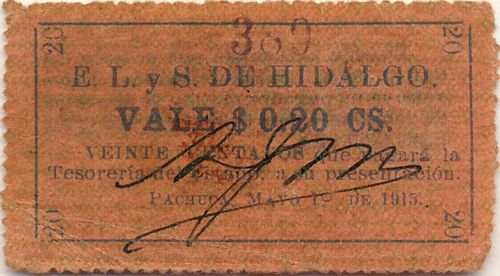 20 20
369
E. L. y S. DE HIDALGO.
VALE $ 0.20 CS.
VEINTE CENTAVOS que pagará la
Tesorería del Estado, a su presentación.
PACHUCA, MAYO 1º DE 1915.
20 20